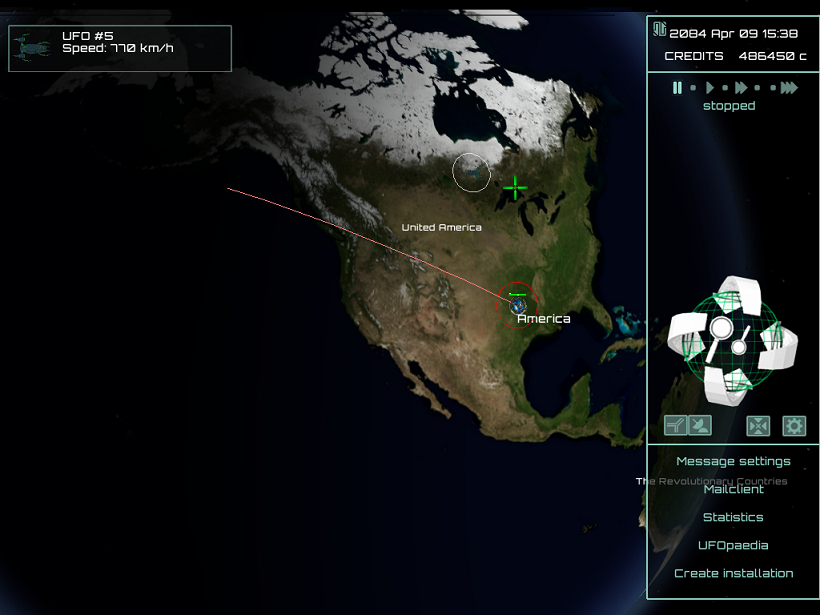 UFO #5
Speed: 770 km/h
2084 Apr 09 15:38
CREDITS 486450 c
stopped
United America
America
Message settings
The Revolutionary Countries
Mailclient
Statistics
UFOpaedia
Create installation